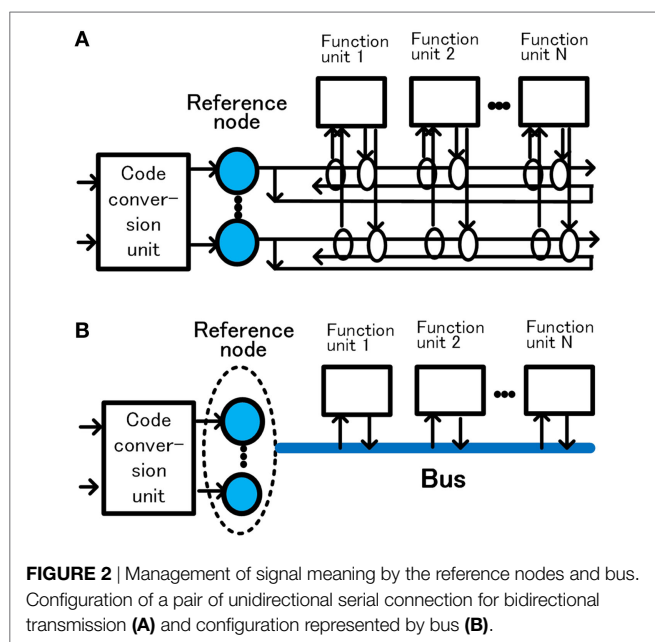 A
Function
unit 1
Function
unit 2
Function
unit N
Reference
node
Code
conver-
sion
unit
B
Reference
node
Function
unit 1
Function
unit 2
Function
unit N
Code
conver-
sion
unit
Bus
FIGURE 2 | Management of signal meaning by the reference nodes and bus.
Configuration of a pair of unidirectional serial connection for bidirectional
transmission (A) and configuration represented by bus (B).